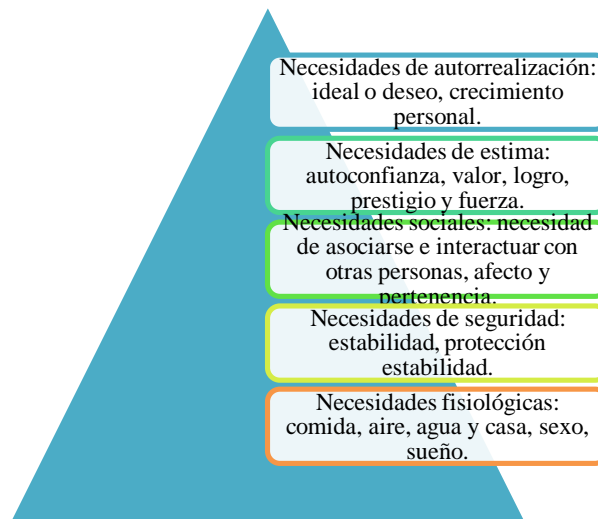 Necesidades de autorrealización:
ideal o deseo, crecimiento
personal.
Necesidades de estima:
autoconfianza, valor, logro,
prestigio y fuerza.
Necesidades sociales: necesidad
de asociarse e interactuar con
otras personas, afecto y
pertenencia.
Necesidades de seguridad:
estabilidad, protección
estabilidad.
Necesidades fisiológicas:
comida, aire, agua y casa, sexo,
sueño.